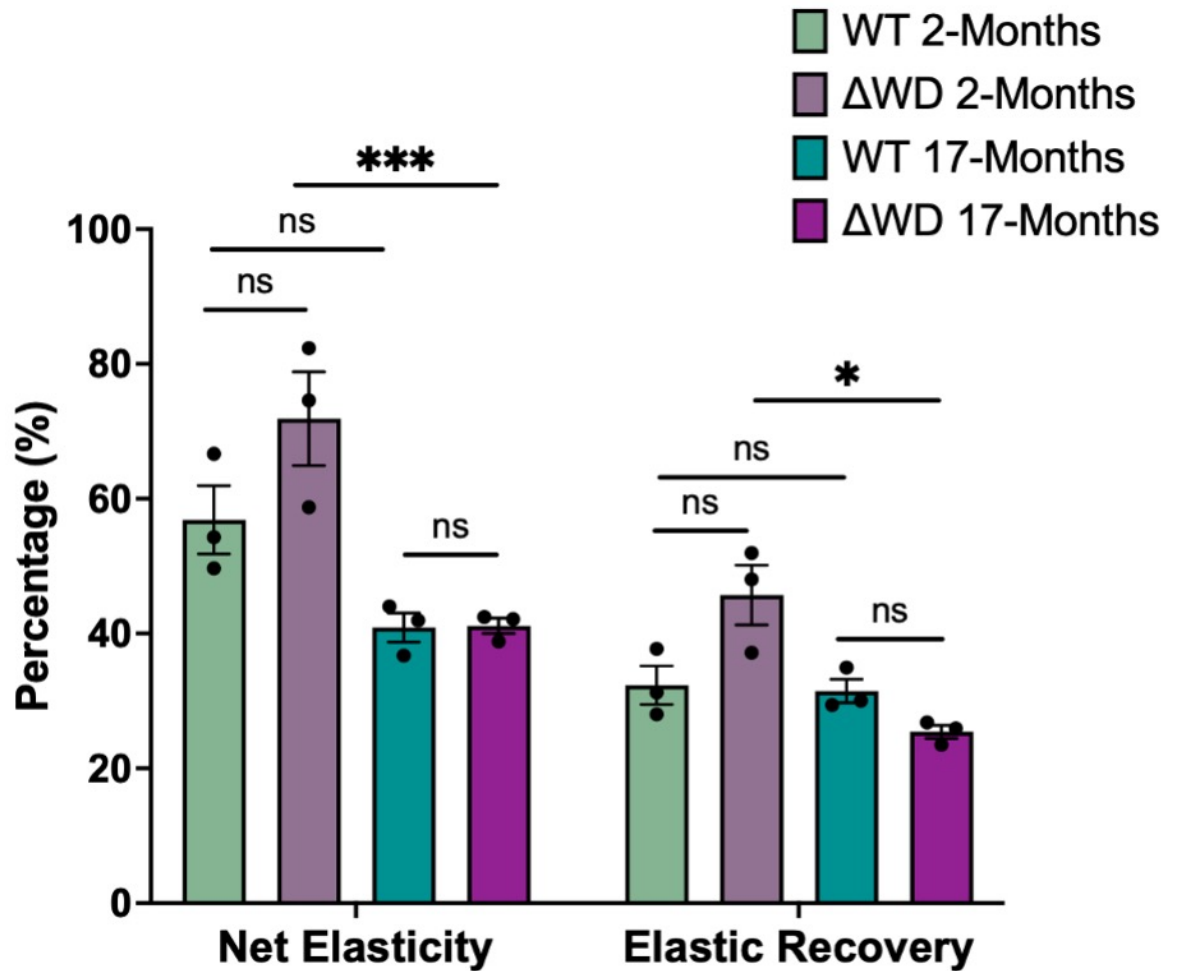 WT 2-Months
ΔWD 2-Months
WT 17-Months
ΔWD 17-Months
***
ns
ns
ns
*
ns
ns
ns
100
80
60
40
20
0
Percentage (%)
Net Elasticity
Elastic Recovery